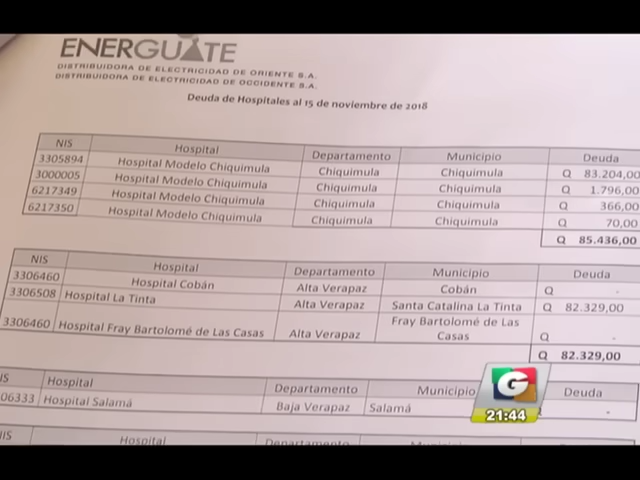 ENERGUATE
DISTRIBUIDORA DE ELECTRICIDAD DE ORIENTE S.A.
DISTRIBUIDORA DE ELECTRICIDAD DE OCCIDENTE S.A.
Deuda de Hospitales al 15 de noviembre de 2018
NIS Hospital Departamento Municipio Deuda
3305894 Hospital Modelo Chiquimula Chiquimula Chiquimula Q 83.204,00
3000005 Hospital Modelo Chiquimula Chiquimula Chiquimula Q 1.796,00
6217349 Hospital Modelo Chiquimula Chiquimula Chiquimula Q 366,00
6217350 Hospital Modelo Chiquimula Chiquimula Chiquimula Q 70,00
Q 85.436,00
NIS Hospital Departamento Municipio Deuda
3306460 Hospital Cobán Alta Verapaz Cobán Q -
3306508 Hospital La Tinta Alta Verapaz Santa Catalina La Tinta Q 82.329,00
3306460 Hospital Fray Bartolomé de Las Casas Alta Verapaz Fray Bartolomé de Las Casas Q -
Q 82.329,00
IS Hospital Departamento Municipio Deuda
06333 Hospital Salamá Baja Verapaz Salamá -
NIS Hospital Departamento
G
21:44